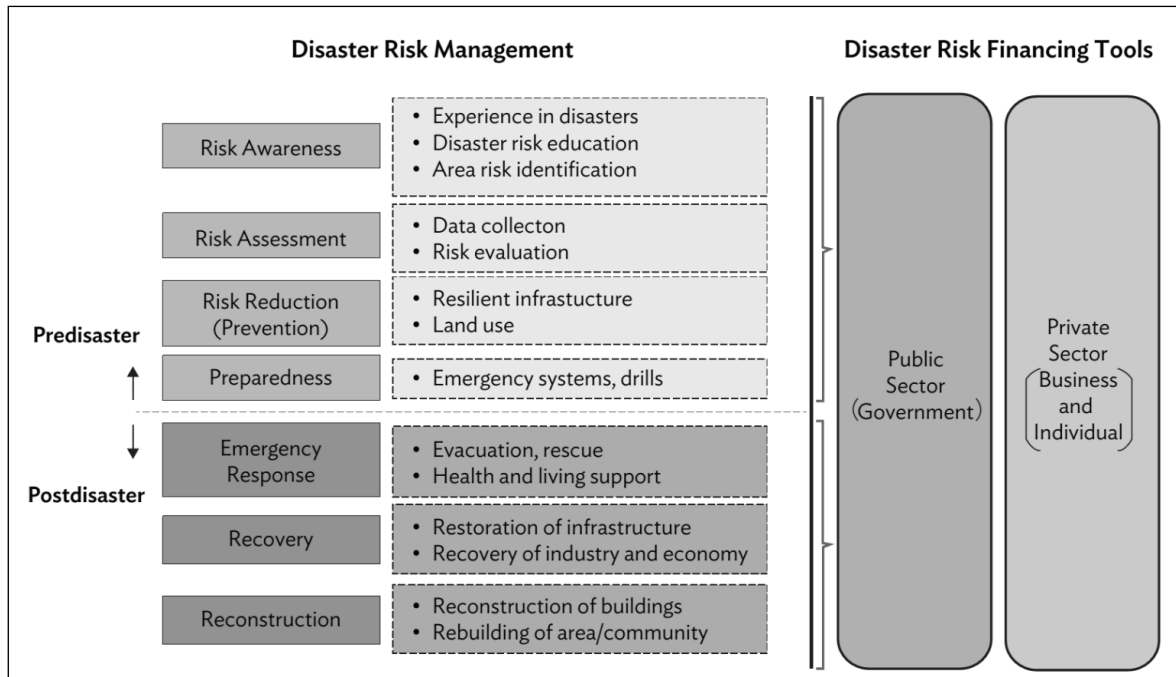 Disaster Risk Management
Disaster Risk Financing Tools
Risk Awareness
• Experience in disasters
• Disaster risk education
• Area risk identification
Risk Assessment
• Data collecton
• Risk evaluation
Risk Reduction
(Prevention)
• Resilient infrastucture
• Land use
Predisaster
Preparedness
• Emergency systems, drills
Postdisaster
Emergency
Response
• Evacuation, rescue
• Health and living support
Recovery
• Restoration of infrastructure
• Recovery of industry and economy
Reconstruction
• Reconstruction of buildings
• Rebuilding of area/community
Public
Sector
(Government)
Private
Sector
(Business
and
Individual)